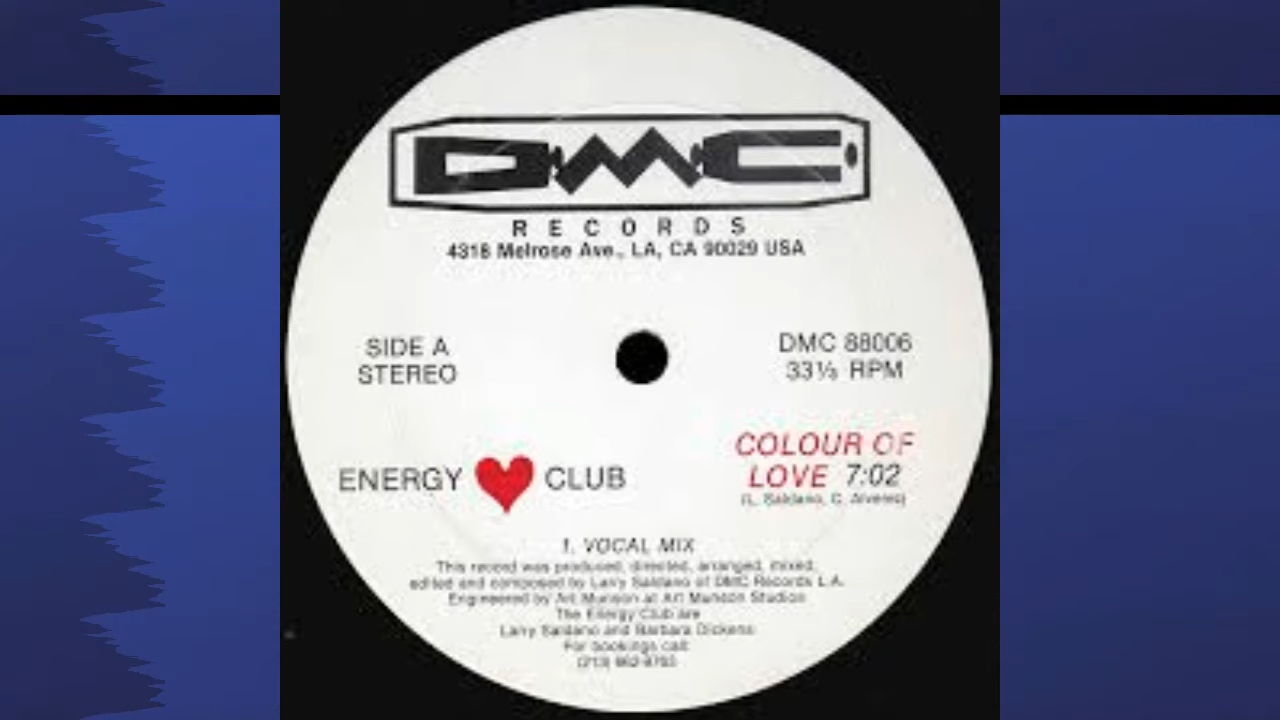 DMC
RECORDS
4318 Melrose Ave., LA, CA 90029 USA
SIDE A
STEREO
DMC 88006
33⅓ RPM
ENERGY CLUB
COLOUR OF
LOVE 7:02
(L. Saldano, C. Alveres)
1. VOCAL MIX
This record was produced, directed, arranged, mixed,
edited and composed by Larry Saldano of DMC Records L.A.
Engineered by Art Munson at Art Munson Studios
The Energy Club are
Larry Saldano and Barbara Dickens
For bookings call:
(213)